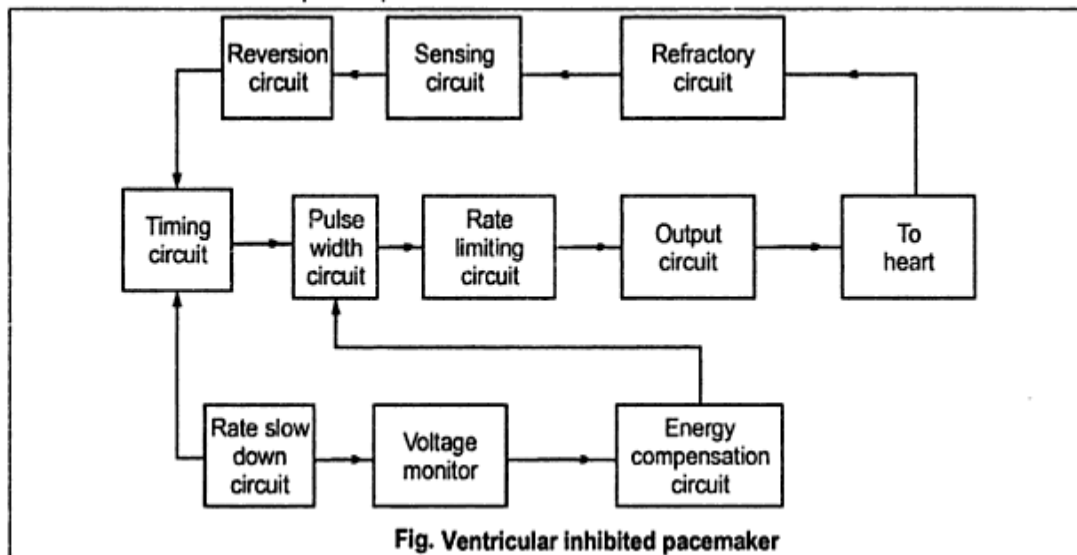 Reversion
circuit
Sensing
circuit
Refractory
circuit
Timing
circuit
Pulse
width
circuit
Rate
limiting
circuit
Output
circuit
To
heart
Rate slow
down
circuit
Voltage
monitor
Energy
compensation
circuit
Fig. Ventricular inhibited pacemaker